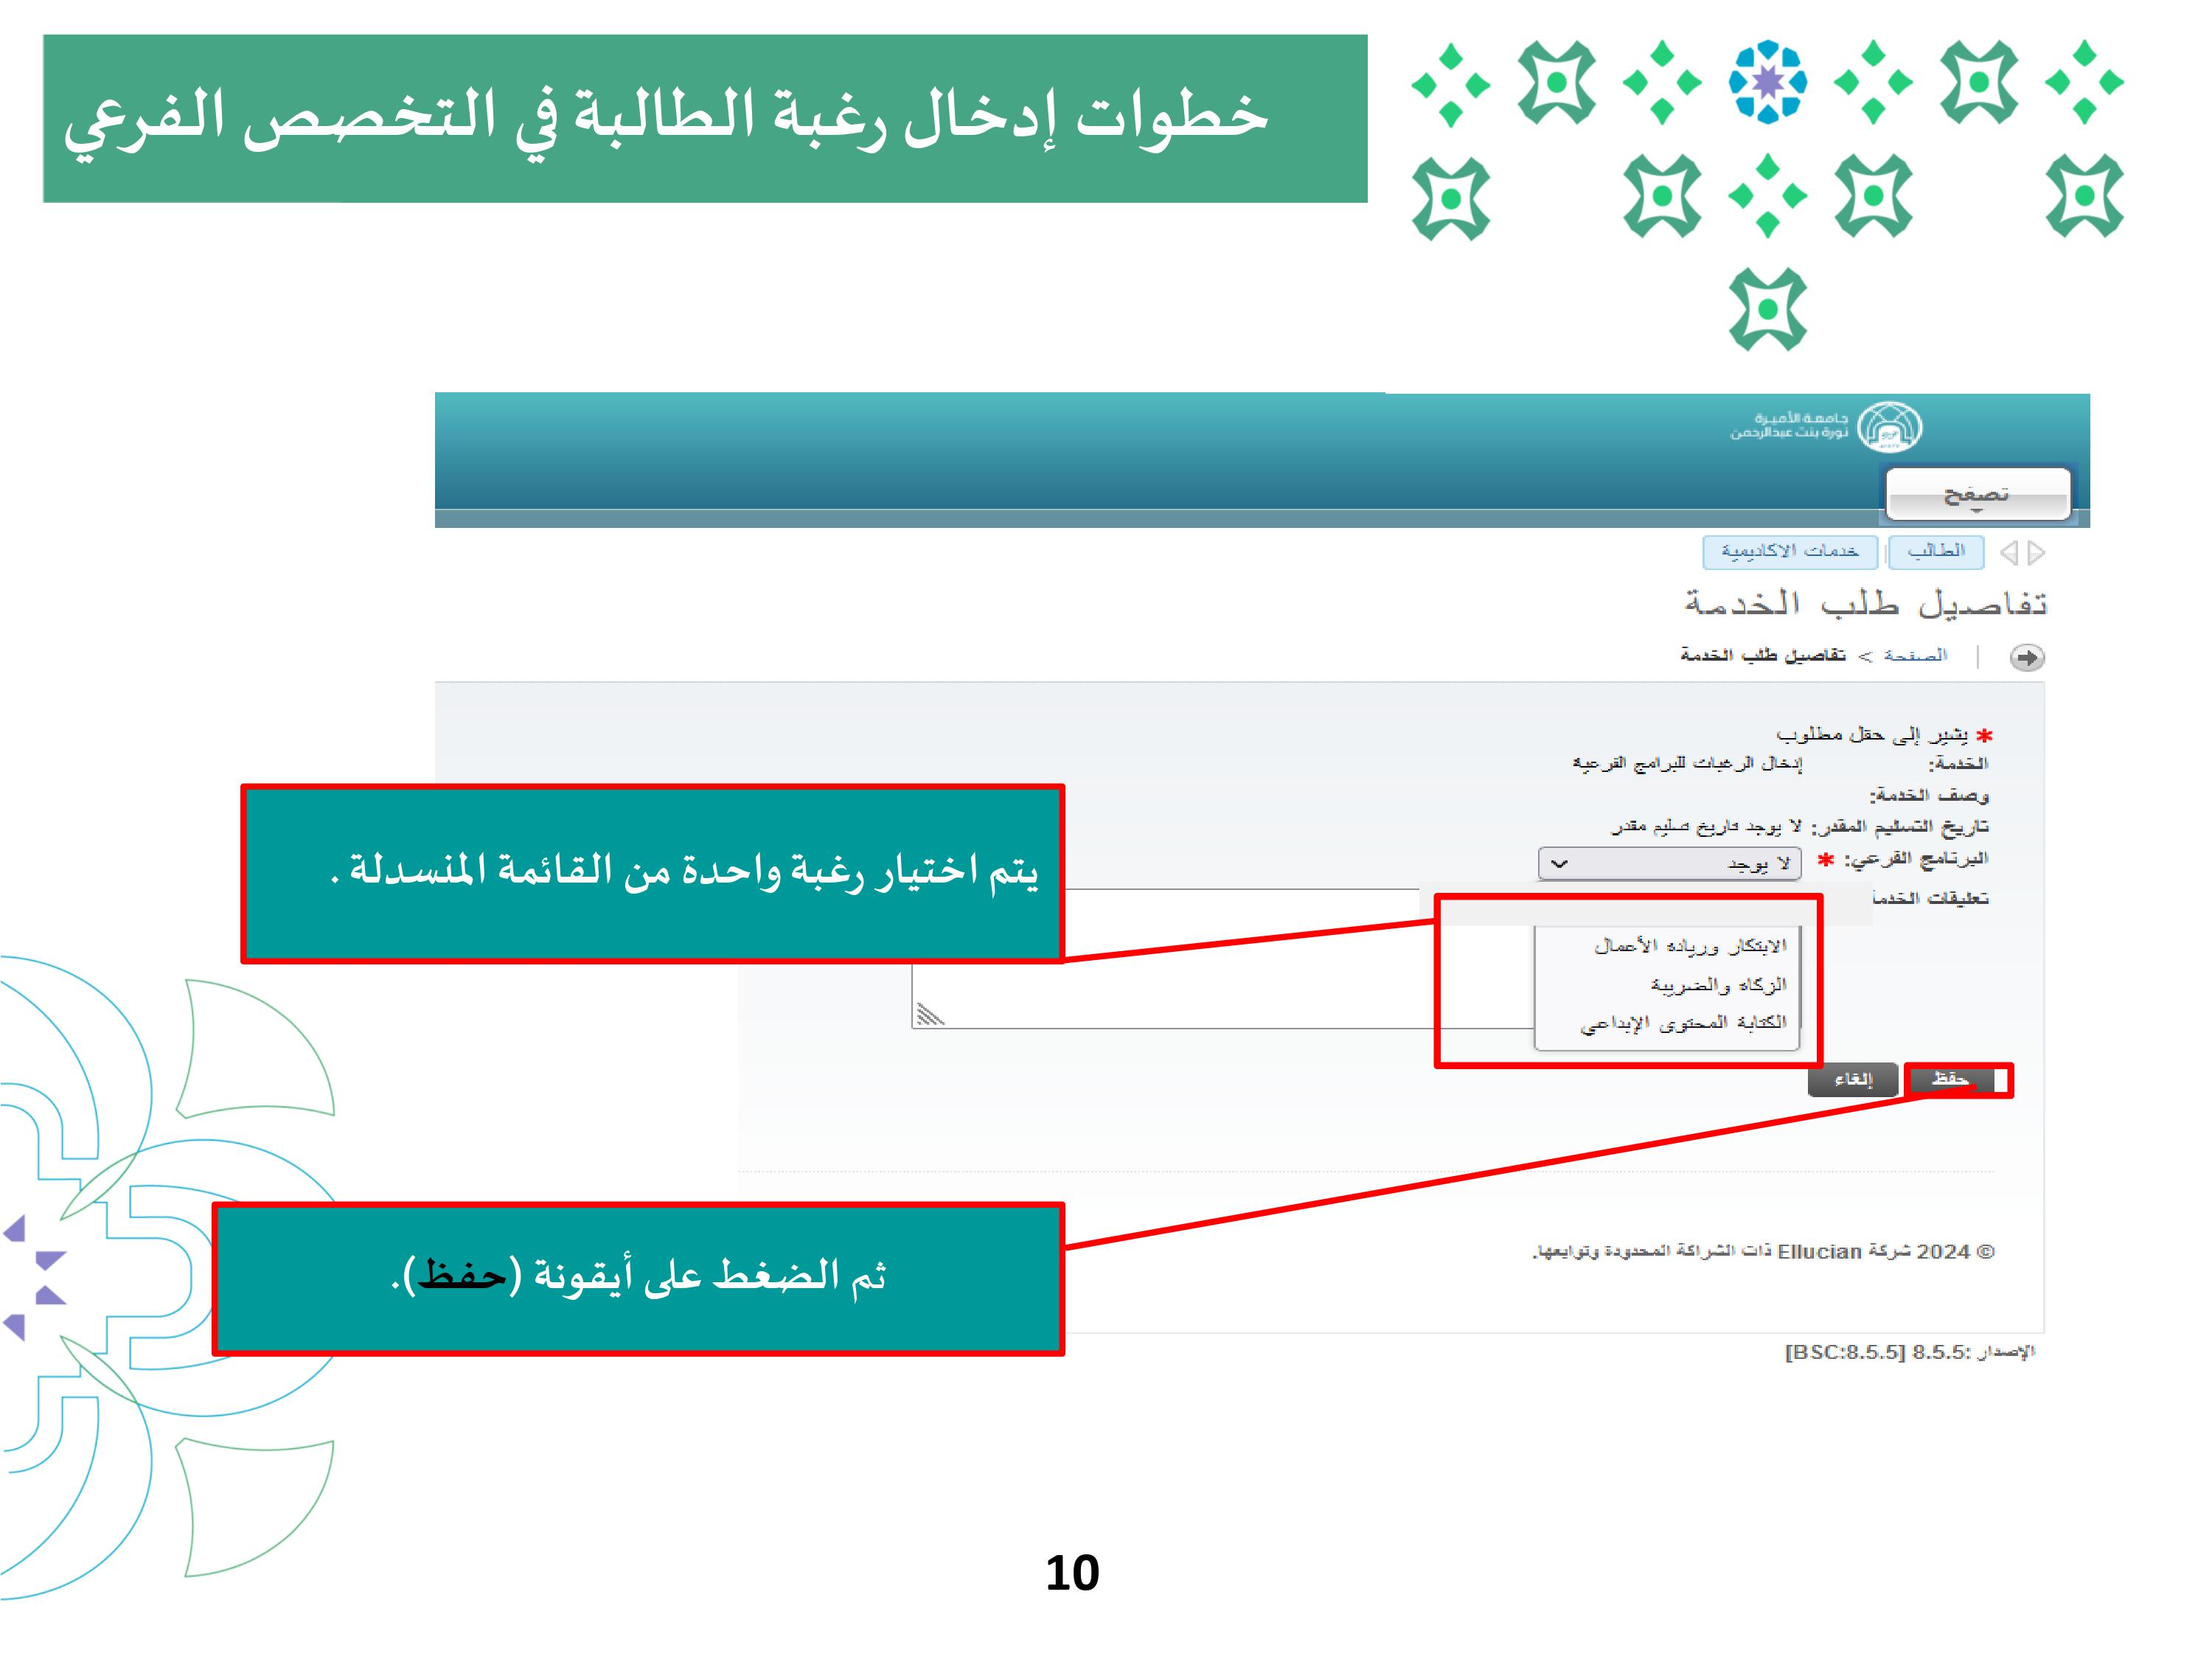 خطوات إدخال رغبة الطالبة في التخصص الفرعي
جامعة الأميرة
نورة بنت عبدالرحمن
تصفح
الطالب | خدمات الاكاديمية
تفاصيل طلب الخدمة
الصفحة > تفاصيل طلب الخدمة
* يشير إلى حقل مطلوب
الخدمة: إدخال الرغبات للبرامج الفرعية
وصف الخدمة:
تاريخ التسليم المقدر: لا يوجد تاريخ تسليم مقدر
البرنامج الفرعي: * لا يوجد
يتم اختيار رغبة واحدة من القائمة المنسدلة .
تعليقات الخدمة
الابتكار وريادة الأعمال
الزكاة والضريبة
الكتابة المحتوى الإبداعي
حفظ إلغاء
ثم الضغط على أيقونة (حفظ).
© 2024 شركة Ellucian ذات الشراكة المحدودة وتوابعها.
الإصدار :8.5.5 [BSC:8.5.5]
10